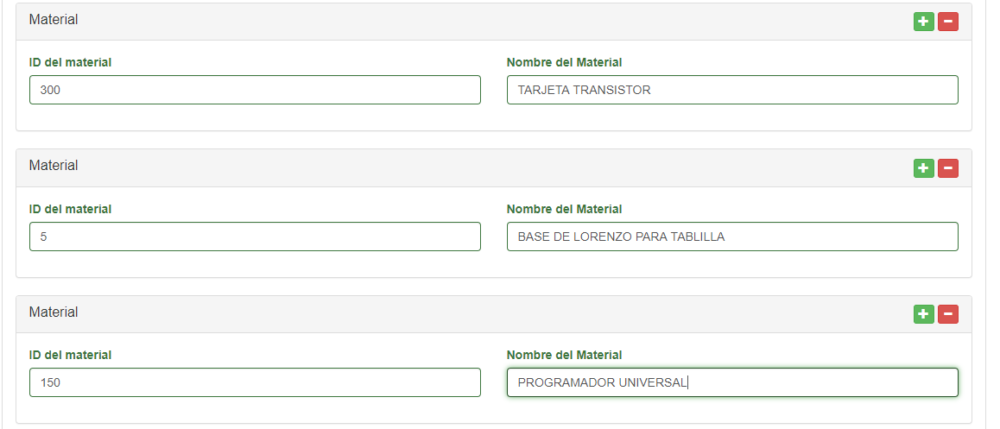 Material
ID del material
Nombre del Material
300
TARJETA TRANSISTOR
Material
ID del material
Nombre del Material
5
BASE DE LORENZO PARA TABLILLA
Material
ID del material
Nombre del Material
150
PROGRAMADOR UNIVERSAL